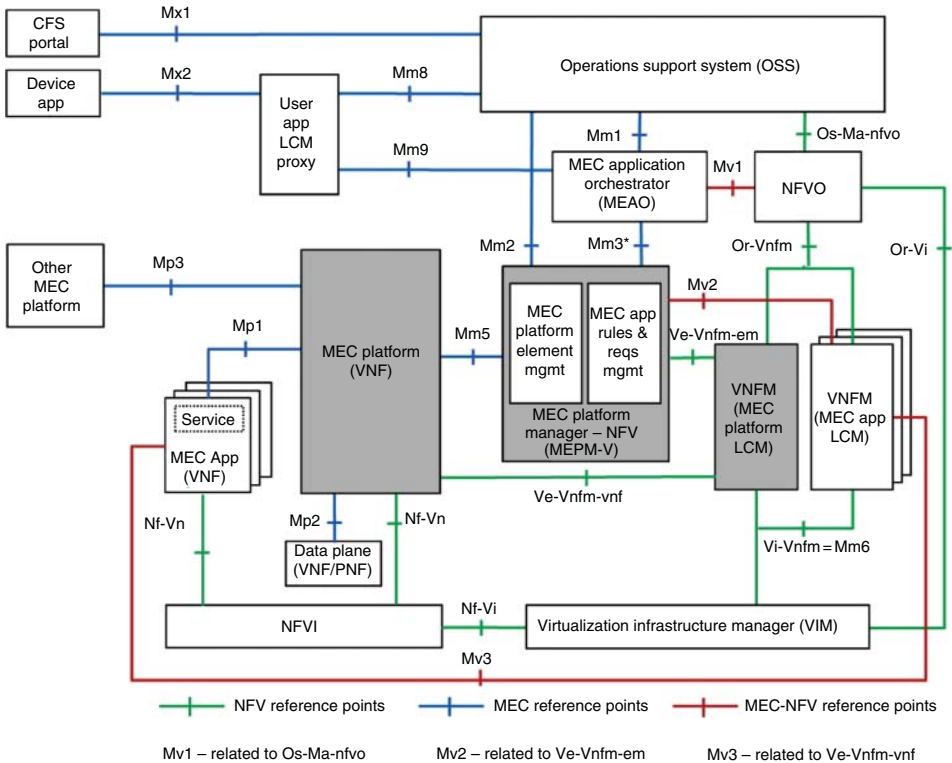 CFS
portal
Mx1
Operations support system (OSS)
Device
app
Mx2
User
app
LCM
proxy
Mm8
Mm9
Mm1
Os-Ma-nfvo
MEC application
orchestrator
(MEAO)
Mv1
NFVO
Mm2
Mm3*
Or-Vnfm
Or-Vi
Other
MEC
platform
Mp3
Mp1
MEC platform
(VNF)
Mm5
MEC
platform
element
mgmt
MEC app
rules &
reqs
mgmt
MEC platform
manager – NFV
(MEPM-V)
Mv2
Ve-Vnfm-em
VNFM
(MEC
platform
LCM)
VNFM
(MEC app
LCM)
Service
MEC App
(VNF)
Ve-Vnfm-vnf
Nf-Vn
Mp2
Nf-Vn
Data plane
(VNF/PNF)
Vi-Vnfm = Mm6
NFVI
Nf-Vi
Virtualization infrastructure manager (VIM)
Mv3
NFV reference points
MEC reference points
MEC-NFV reference points
Mv1 – related to Os-Ma-nfvo
Mv2 – related to Ve-Vnfm-em
Mv3 – related to Ve-Vnfm-vnf